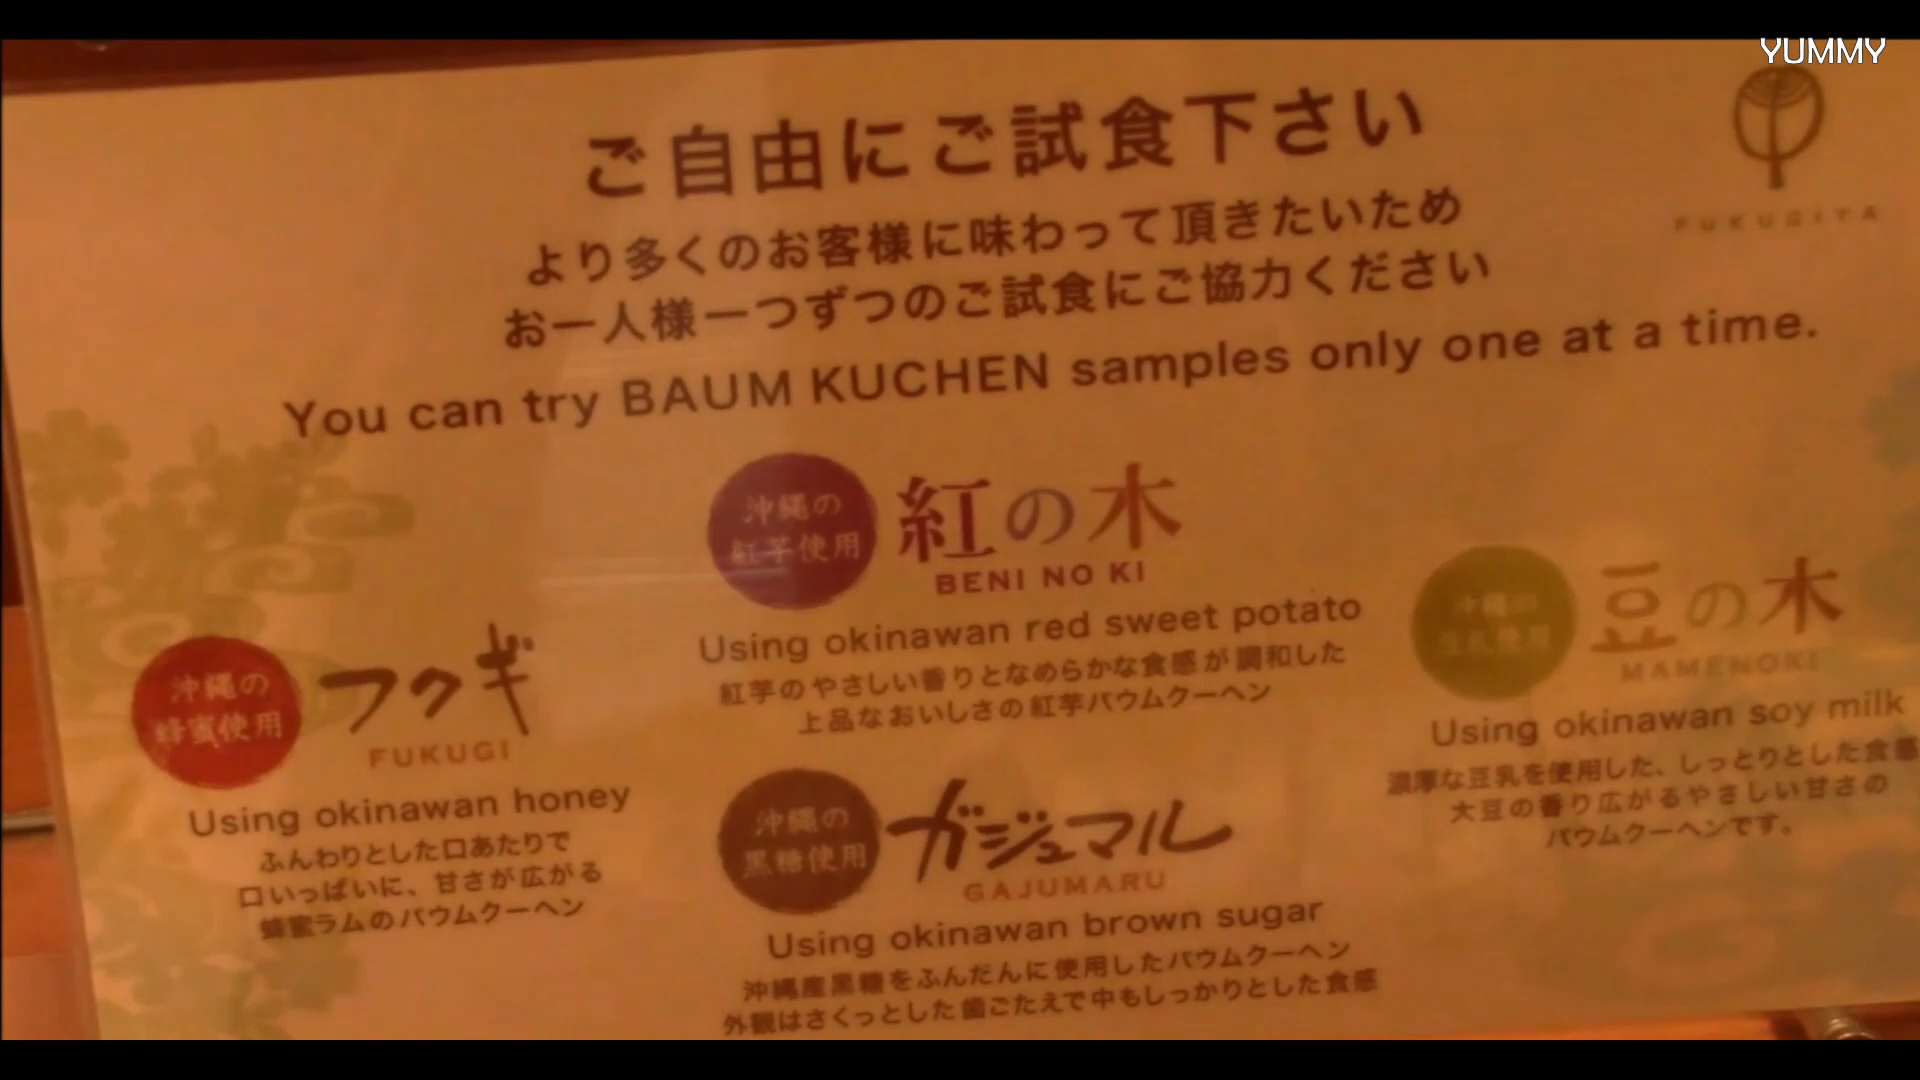 YUMMY
FUKUGIYA
ご自由にご試食下さい
より多くのお客様に味わって頂きたいため
お一人様一つずつのご試食にご協力ください
You can try BAUM KUCHEN samples only one at a time.
沖縄の
紅芋使用
紅の木
BENI NO KI
Using okinawan red sweet potato
紅芋のやさしい香りとなめらかな食感が調和した
上品なおいしさの紅芋バウムクーヘン
沖縄の
豆乳使用
豆の木
MAMENOKI
Using okinawan soy milk
濃厚な豆乳を使用した、しっとりとした食感
大豆の香り広がるやさしい甘さの
バウムクーヘンです。
沖縄の
蜂蜜使用
フクギ
FUKUGI
Using okinawan honey
ふんわりとした口あたりで
口いっぱいに、甘さが広がる
蜂蜜ラムのバウムクーヘン
沖縄の
黒糖使用
ガジュマル
GAJUMARU
Using okinawan brown sugar
沖縄産黒糖をふんだんに使用したバウムクーヘン
外観はさくっとした歯ごたえで中もしっかりとした食感